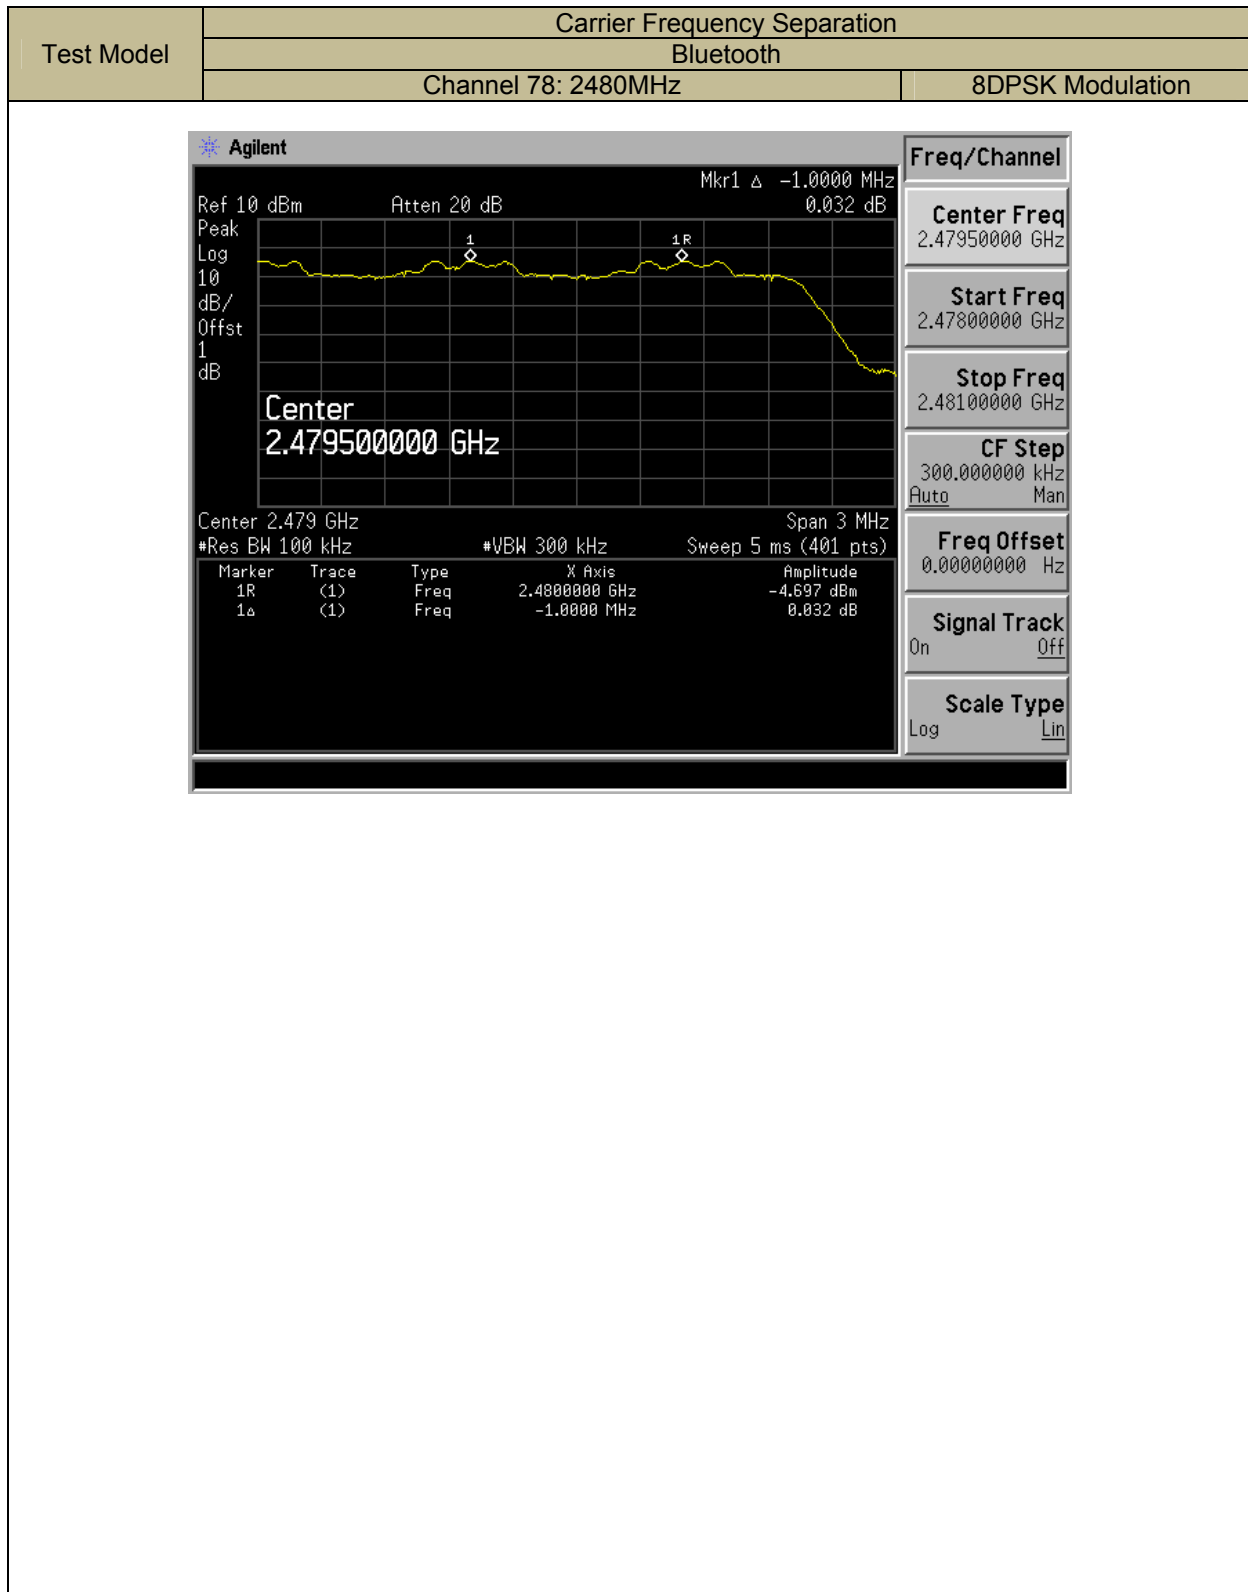 Test Model
Carrier Frequency Separation
Bluetooth
Channel 78: 2480MHz
8DPSK Modulation
Agilent
Mkr1 Δ -1.0000 MHz
Ref 10 dBm Atten 20 dB 0.032 dB
Peak
Log
10
dB/
Offst
1
dB
1
1R
Center
2.479500000 GHz
Center 2.479 GHz Span 3 MHz
#Res BW 100 kHz #VBW 300 kHz Sweep 5 ms (401 pts)
Marker Trace Type X Axis Amplitude
1R (1) Freq 2.4800000 GHz -4.697 dBm
1Δ (1) Freq -1.0000 MHz 0.032 dB
Freq/Channel
Center Freq
2.47950000 GHz
Start Freq
2.47800000 GHz
Stop Freq
2.48100000 GHz
CF Step
300.000000 kHz
Auto Man
Freq Offset
0.00000000 Hz
Signal Track
On Off
Scale Type
Log Lin